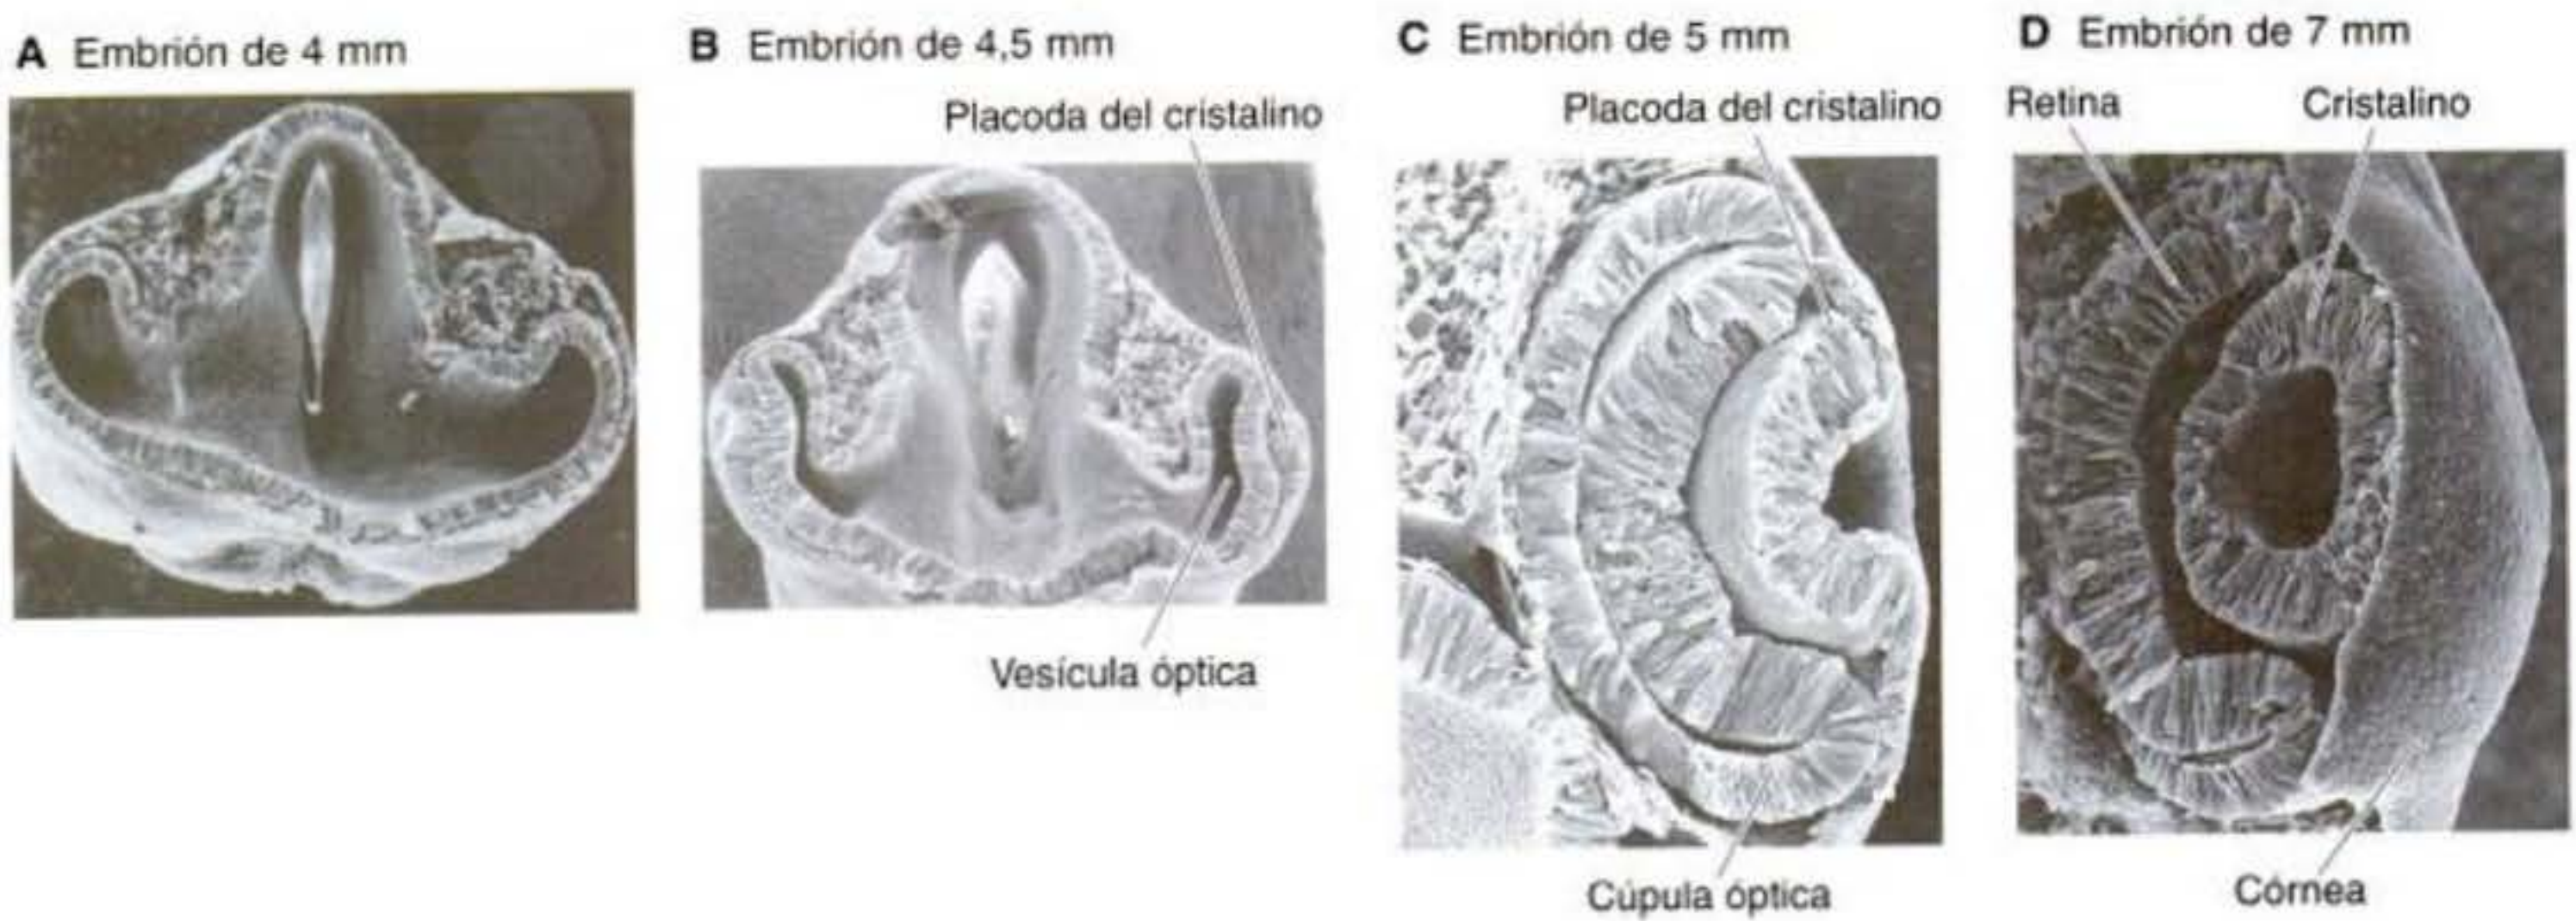 A Embrión de 4 mm
B Embrión de 4,5 mm
Placoda del cristalino
Vesícula óptica
C Embrión de 5 mm
Placoda del cristalino
Cúpula óptica
D Embrión de 7 mm
Retina
Cristalino
Córnea